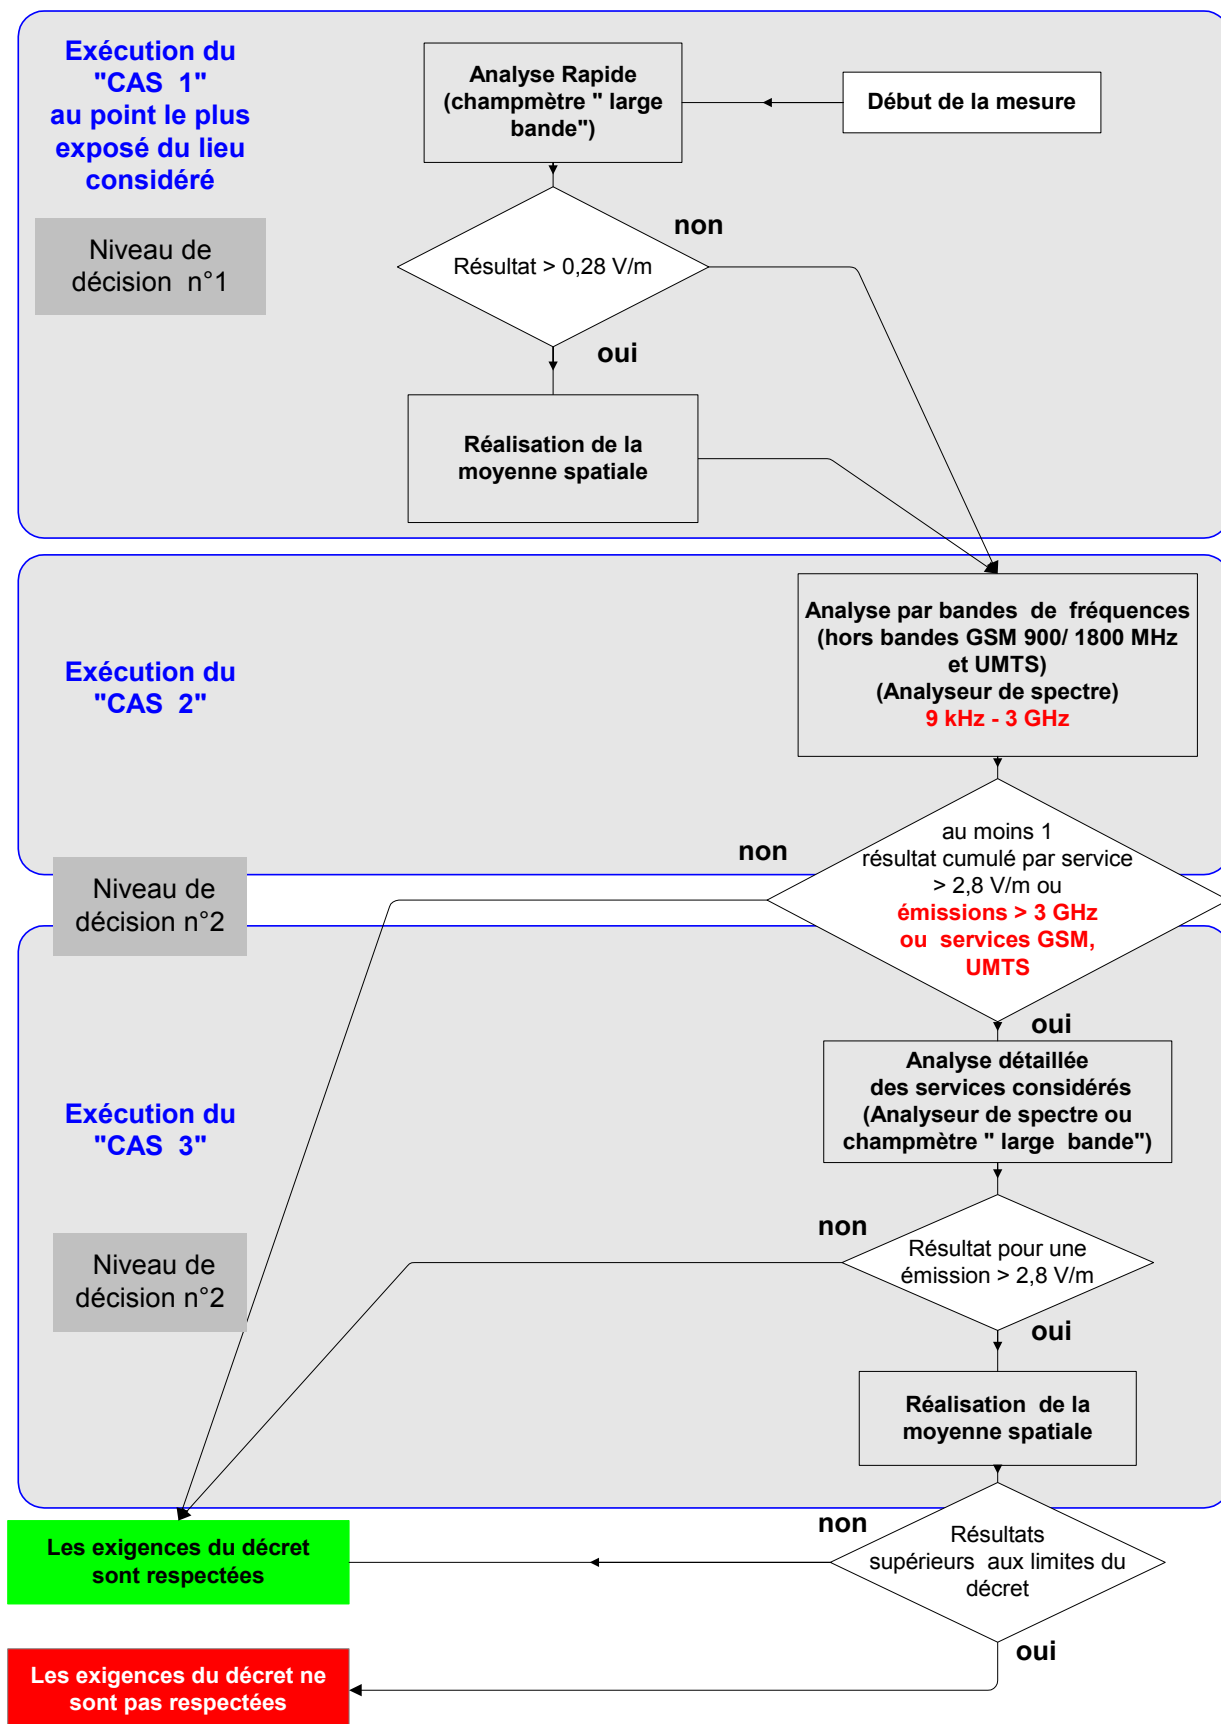 Exécution du
"CAS 1"
au point le plus
exposé du lieu
considéré
Niveau de
décision n°1
Analyse Rapide
(champmètre " large
bande")
Début de la mesure
non
Résultat > 0,28 V/m
oui
Réalisation de la
moyenne spatiale
Exécution du
"CAS 2"
Analyse par bandes de fréquences
(hors bandes GSM 900/ 1800 MHz
et UMTS)
(Analyseur de spectre)
9 kHz - 3 GHz
Niveau de
décision n°2
non
au moins 1
résultat cumulé par service
> 2,8 V/m ou
émissions > 3 GHz
ou services GSM,
UMTS
oui
Exécution du
"CAS 3"
Analyse détaillée
des services considérés
(Analyseur de spectre ou
champmètre " large bande")
Niveau de
décision n°2
non
Résultat pour une
émission > 2,8 V/m
oui
Réalisation de la
moyenne spatiale
non
Résultats
supérieurs aux limites du
décret
oui
Les exigences du décret
sont respectées
Les exigences du décret ne
sont pas respectées